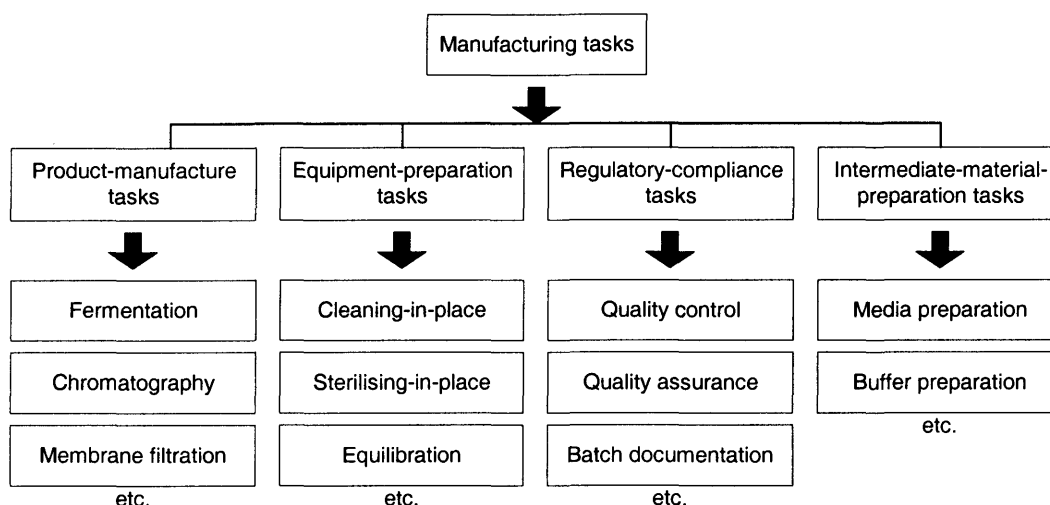 Manufacturing tasks
Product-manufacture
tasks
Equipment-preparation
tasks
Regulatory-compliance
tasks
Intermediate-material-
preparation tasks
Fermentation
Cleaning-in-place
Quality control
Media preparation
Chromatography
Sterilising-in-place
Quality assurance
Buffer preparation
etc.
Membrane filtration
Equilibration
Batch documentation
etc.
etc.
etc.